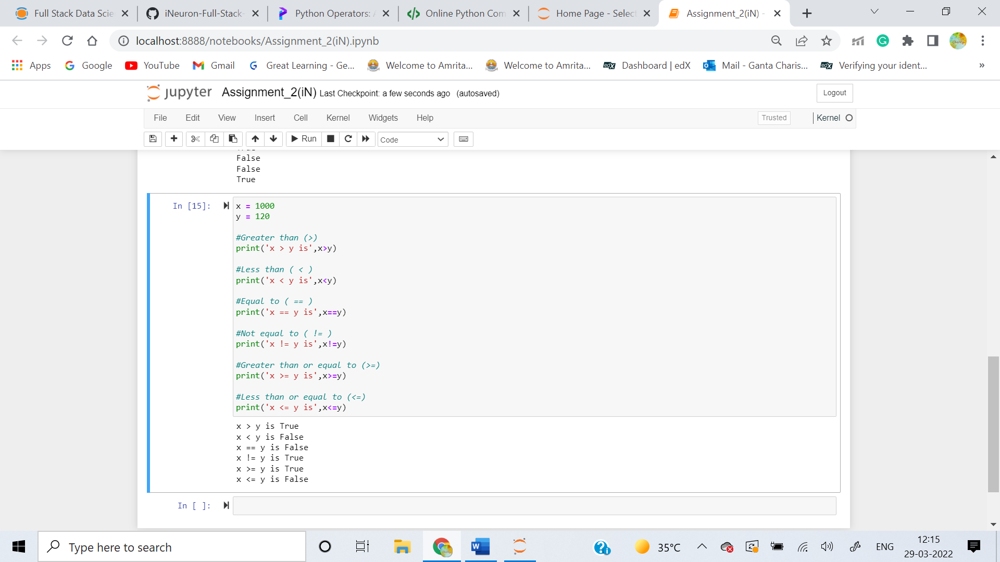 Full Stack Data Scie
iNeuron-Full-Stack-
Python Operators: A
Online Python Com
Home Page - Select
Assignment_2(iN) -
localhost:8888/notebooks/Assignment_2(iN).ipynb
Apps
Google
YouTube
Gmail
Great Learning - Ge...
Welcome to Amrita...
Welcome to Amrita...
edX Dashboard | edX
Mail - Ganta Charis...
edX Verifying your ident...
»
jupyter Assignment_2(iN) Last Checkpoint: a few seconds ago (autosaved)
Logout
File Edit View Insert Cell Kernel Widgets Help
Trusted
Kernel
Run
Code
False
False
True
In [15]:
x = 1000
y = 120
#Greater than (>)
print('x > y is',x>y)
#Less than ( < )
print('x < y is',x<y)
#Equal to ( == )
print('x == y is',x==y)
#Not equal to ( != )
print('x != y is',x!=y)
#Greater than or equal to (>=)
print('x >= y is',x>=y)
#Less than or equal to (<=)
print('x <= y is',x<=y)
x > y is True
x < y is False
x == y is False
x != y is True
x >= y is True
x <= y is False
In [ ]:
Type here to search
35°C
ENG
12:15
29-03-2022